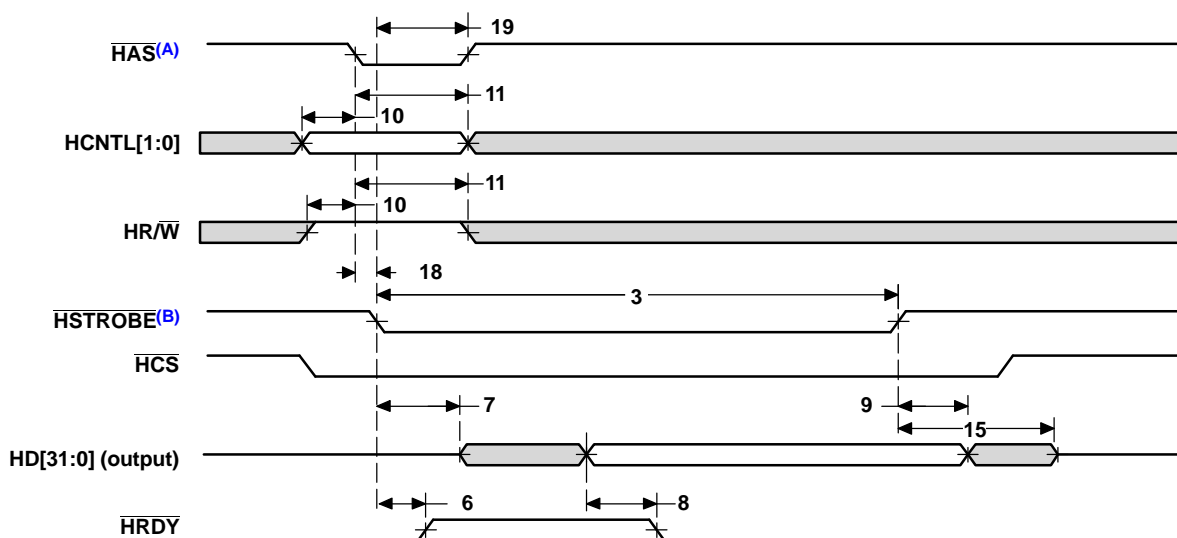 19
HAS(A)
11
10
HCNTL[1:0]
11
10
HR/W
18
3
HSTROBE(B)
HCS
7
9
15
HD[31:0] (output)
6
8
HRDY